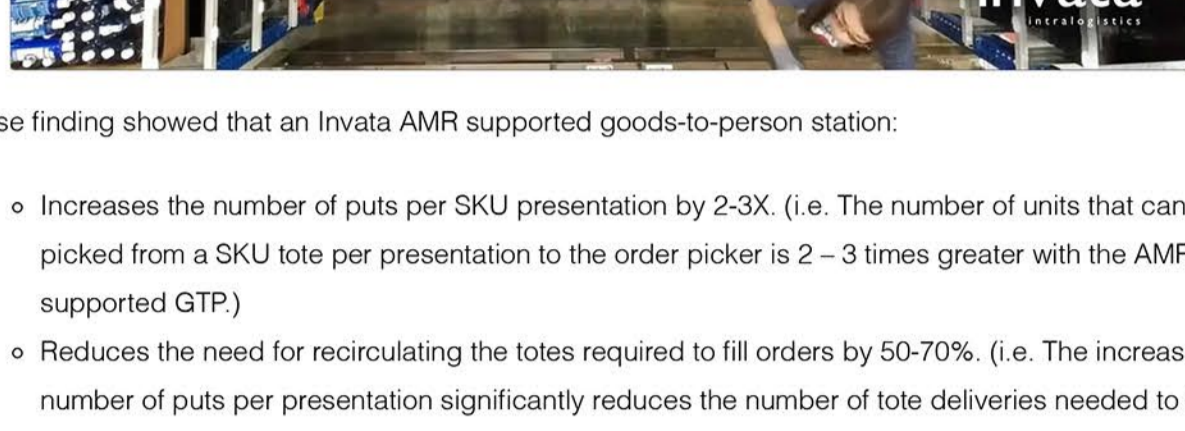 intralogistics
se finding showed that an Invata AMR supported goods-to-person station:
Increases the number of puts per SKU presentation by 2-3X. (i.e. The number of units that can
picked from a SKU tote per presentation to the order picker is 2 – 3 times greater with the AMR
supported GTP.)
Reduces the need for recirculating the totes required to fill orders by 50-70%. (i.e. The increas
number of puts per presentation significantly reduces the number of tote deliveries needed to